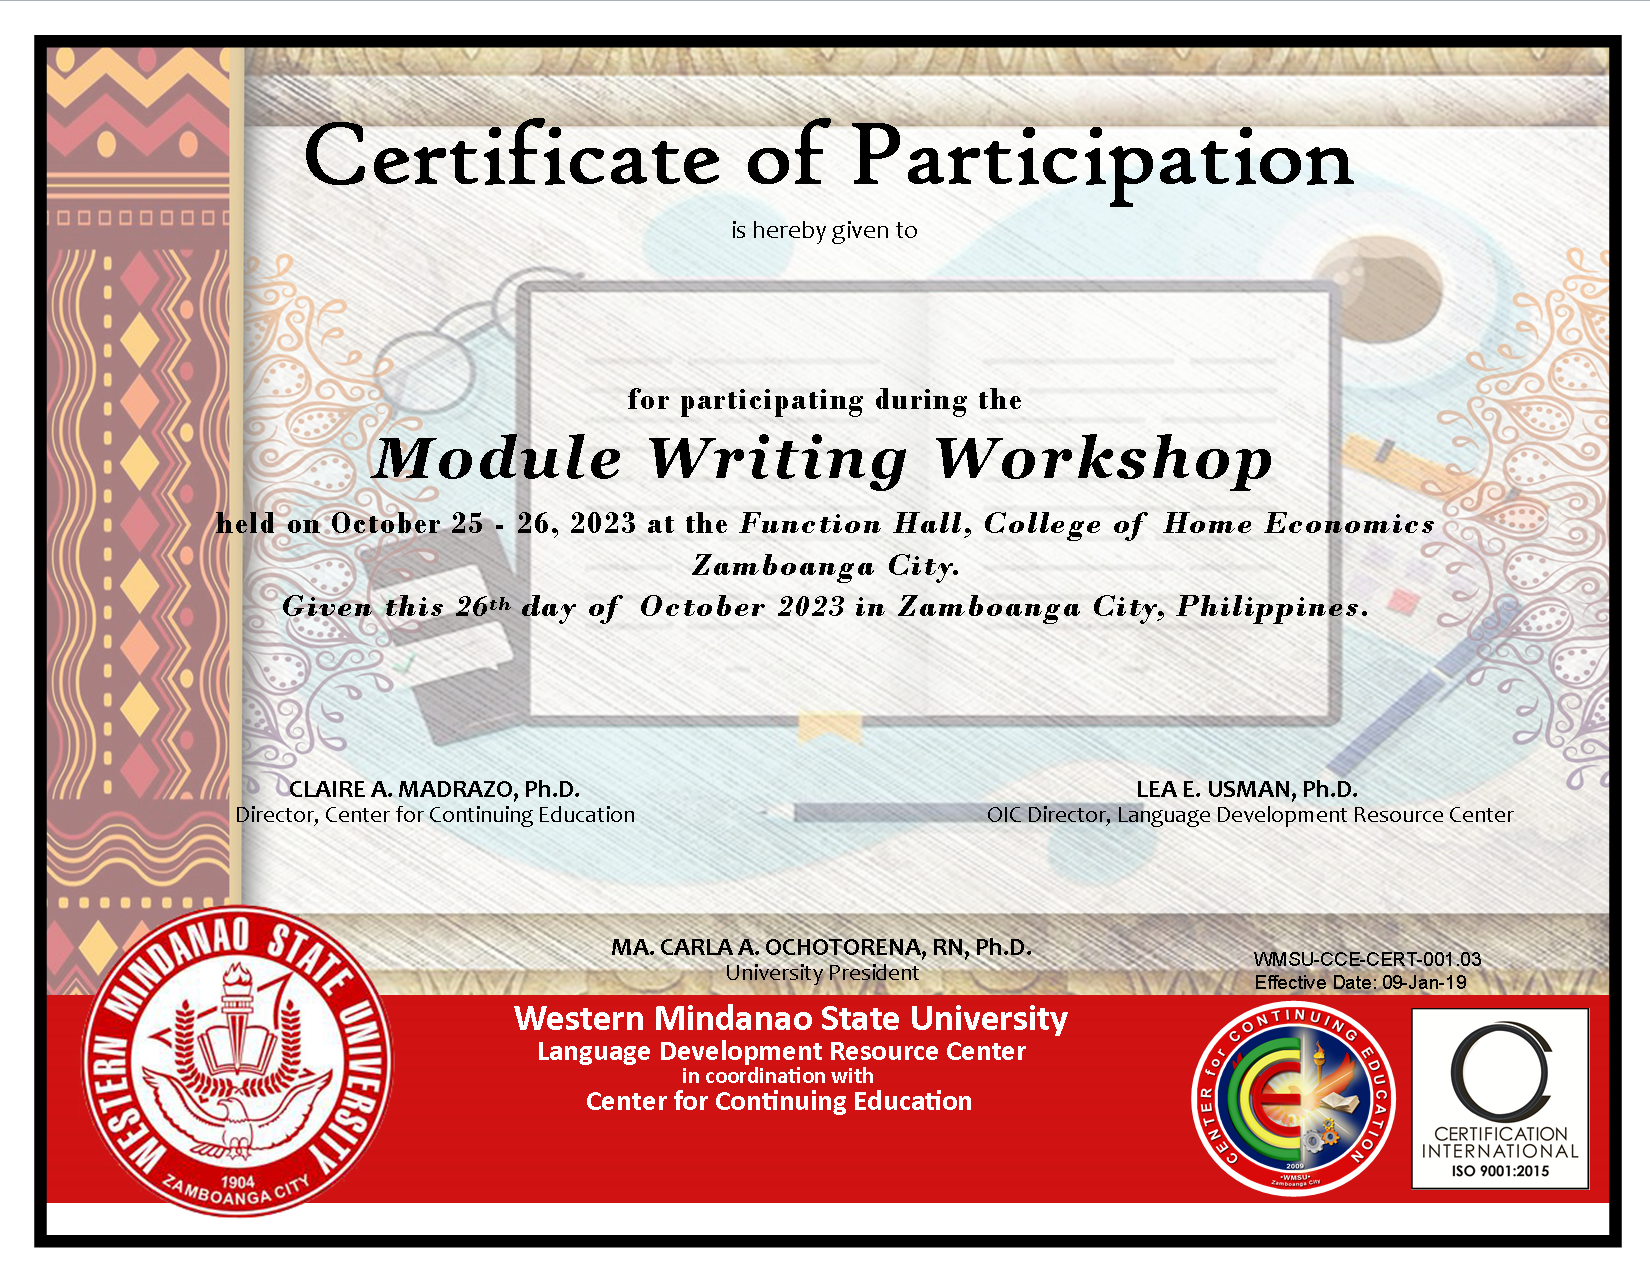 Certificate of Participation
is hereby given to
for participating during the
Module Writing Workshop
held on October 25 - 26, 2023 at the Function Hall, College of Home Economics
Zamboanga City.
Given this 26th day of October 2023 in Zamboanga City, Philippines.
CLAIRE A. MADRAZO, Ph.D.
Director, Center for Continuing Education
LEA E. USMAN, Ph.D.
OIC Director, Language Development Resource Center
MA. CARLA A. OCHOTORENA, RN, Ph.D.
University President
WMSU-CCE-CERT-001.03
Effective Date: 09-Jan-19
Western Mindanao State University
Language Development Resource Center
in coordination with
Center for Continuing Education
WESTERN MINDANAO STATE UNIVERSITY
1904
ZAMBOANGA CITY
CENTER for CONTINUING EDUCATION
2009
•WMSU•
Zamboanga City
CERTIFICATION
INTERNATIONAL
ISO 9001:2015